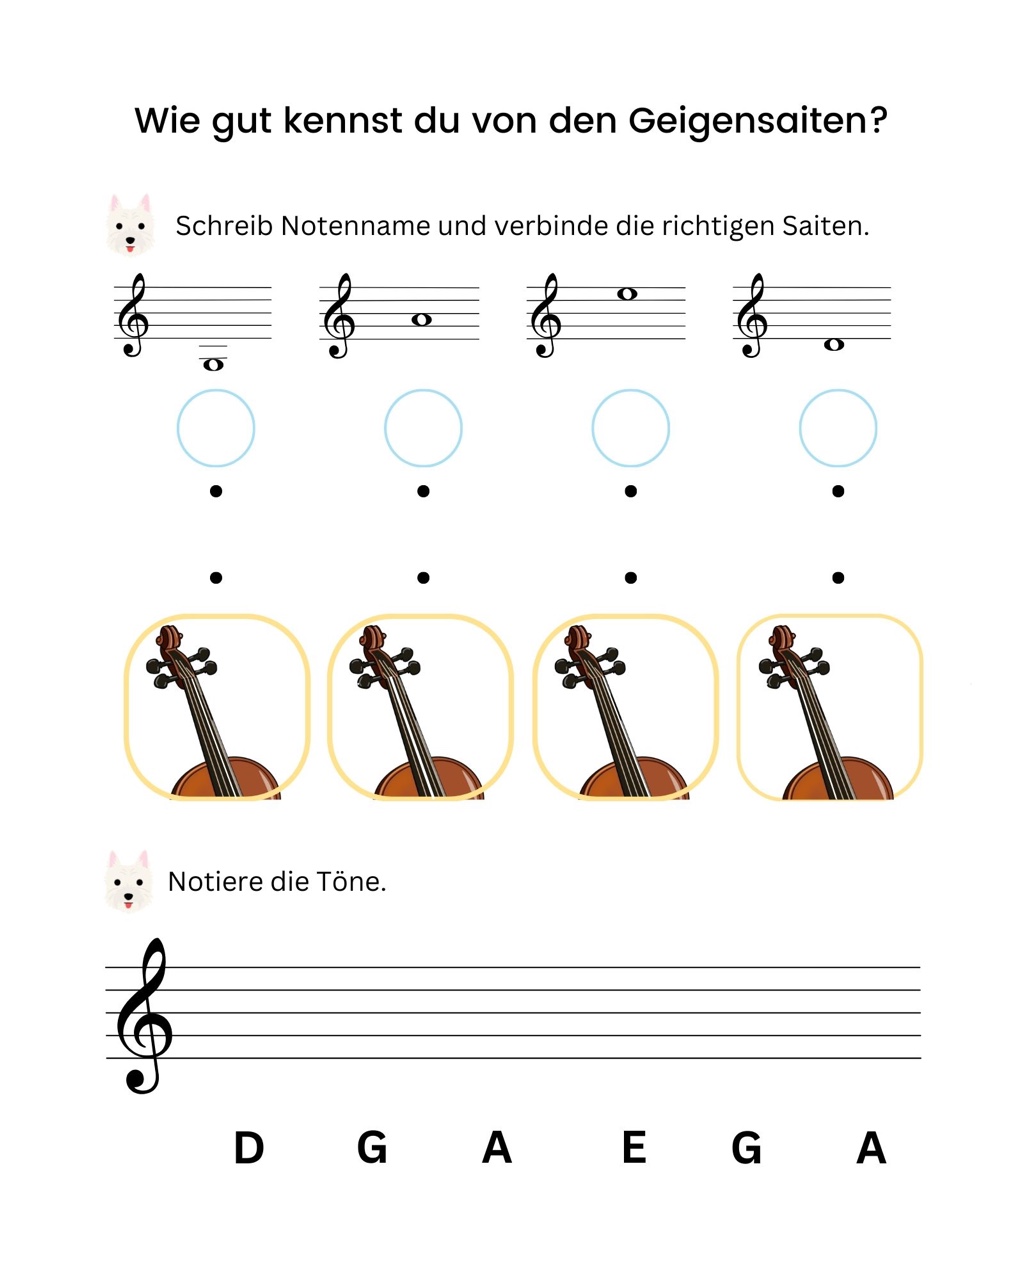 Wie gut kennst du von den Geigensaiten?
Schreib Notenname und verbinde die richtigen Saiten.
Notiere die Töne.
D G A E G A